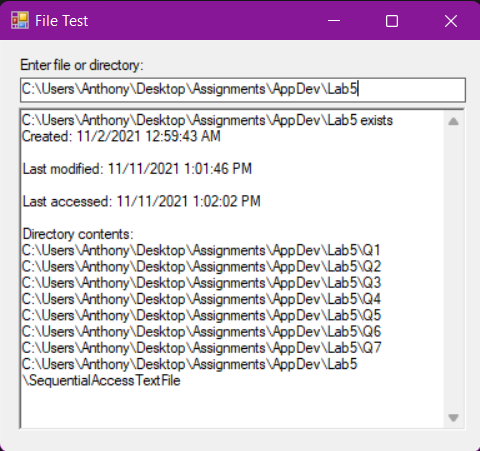 File Test
Enter file or directory:
C:\Users\Anthony\Desktop\Assignments\AppDev\Lab5
C:\Users\Anthony\Desktop\Assignments\AppDev\Lab5 exists
Created: 11/2/2021 12:59:43 AM
Last modified: 11/11/2021 1:01:46 PM
Last accessed: 11/11/2021 1:02:02 PM
Directory contents:
C:\Users\Anthony\Desktop\Assignments\AppDev\Lab5\Q1
C:\Users\Anthony\Desktop\Assignments\AppDev\Lab5\Q2
C:\Users\Anthony\Desktop\Assignments\AppDev\Lab5\Q3
C:\Users\Anthony\Desktop\Assignments\AppDev\Lab5\Q4
C:\Users\Anthony\Desktop\Assignments\AppDev\Lab5\Q5
C:\Users\Anthony\Desktop\Assignments\AppDev\Lab5\Q6
C:\Users\Anthony\Desktop\Assignments\AppDev\Lab5\Q7
C:\Users\Anthony\Desktop\Assignments\AppDev\Lab5
\SequentialAccessTextFile